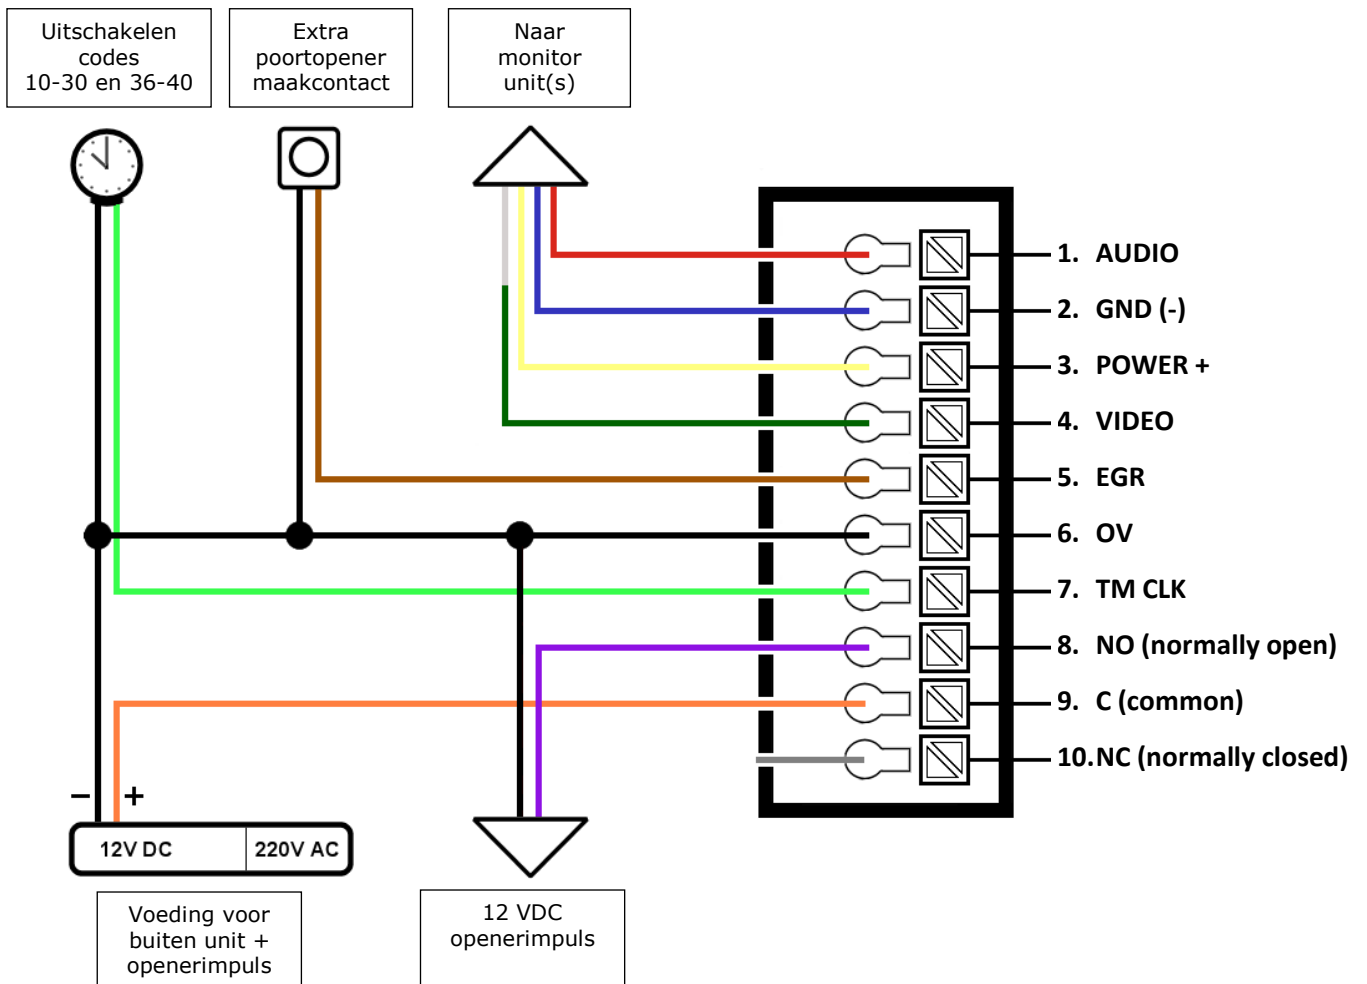 Uitschakelen
codes
10-30 en 36-40
Extra
poortopener
maakcontact
Naar
monitor
unit(s)
1. AUDIO
2. GND (-)
3. POWER +
4. VIDEO
5. EGR
6. OV
7. TM CLK
8. NO (normally open)
9. C (common)
10. NC (normally closed)
− +
12V DC 220V AC
Voeding voor
buiten unit +
openerimpuls
12 VDC
openerimpuls